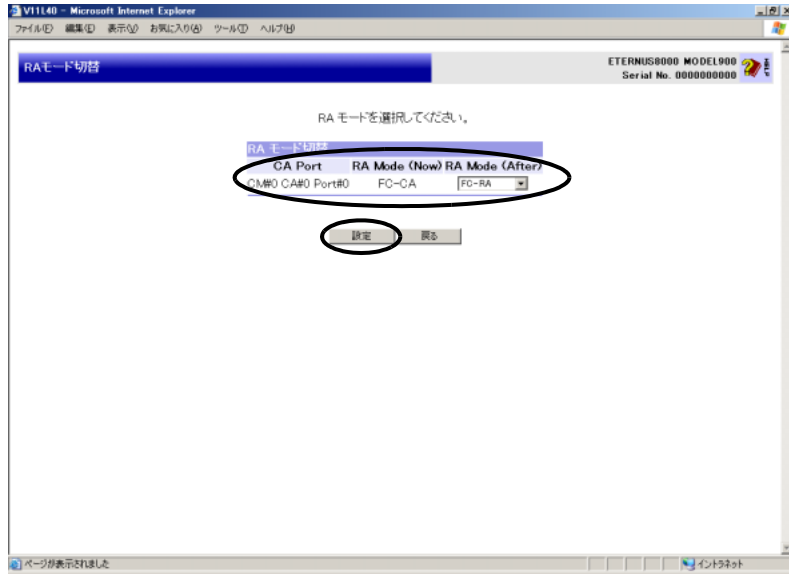 V11L40 - Microsoft Internet Explorer
ファイル(F) 編集(E) 表示(V) お気に入り(A) ツール(T) ヘルプ(H)
RAモード切替
ETERNUS8000 MODEL900
Serial No. 0000000000
RA モードを選択してください。
RA モード切替
CA Port RA Mode (Now) RA Mode (After)
CM#0 CA#0 Port#0 FC-CA FC-RA
設定 戻る
ページが表示されました イントラネット